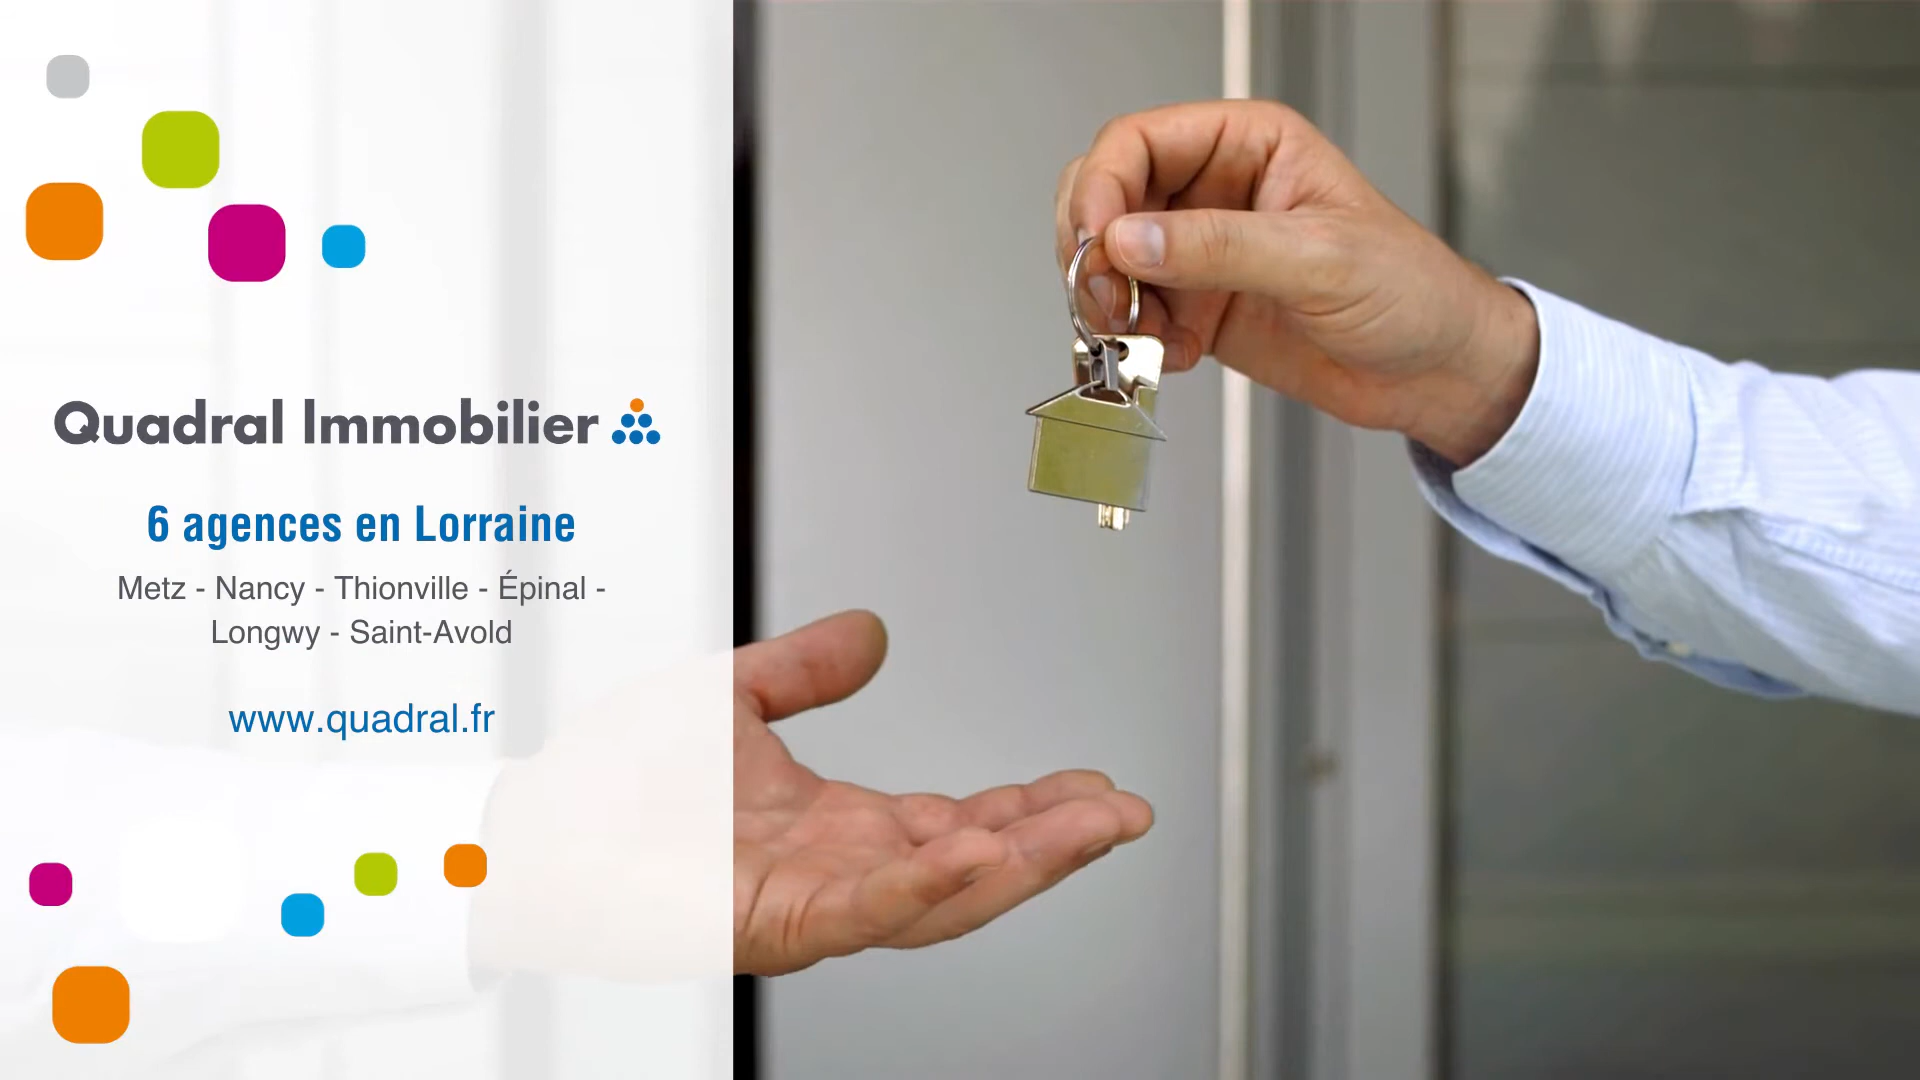 Quadral Immobilier
6 agences en Lorraine
Metz - Nancy - Thionville - Épinal -
Longwy - Saint-Avold
www.quadral.fr